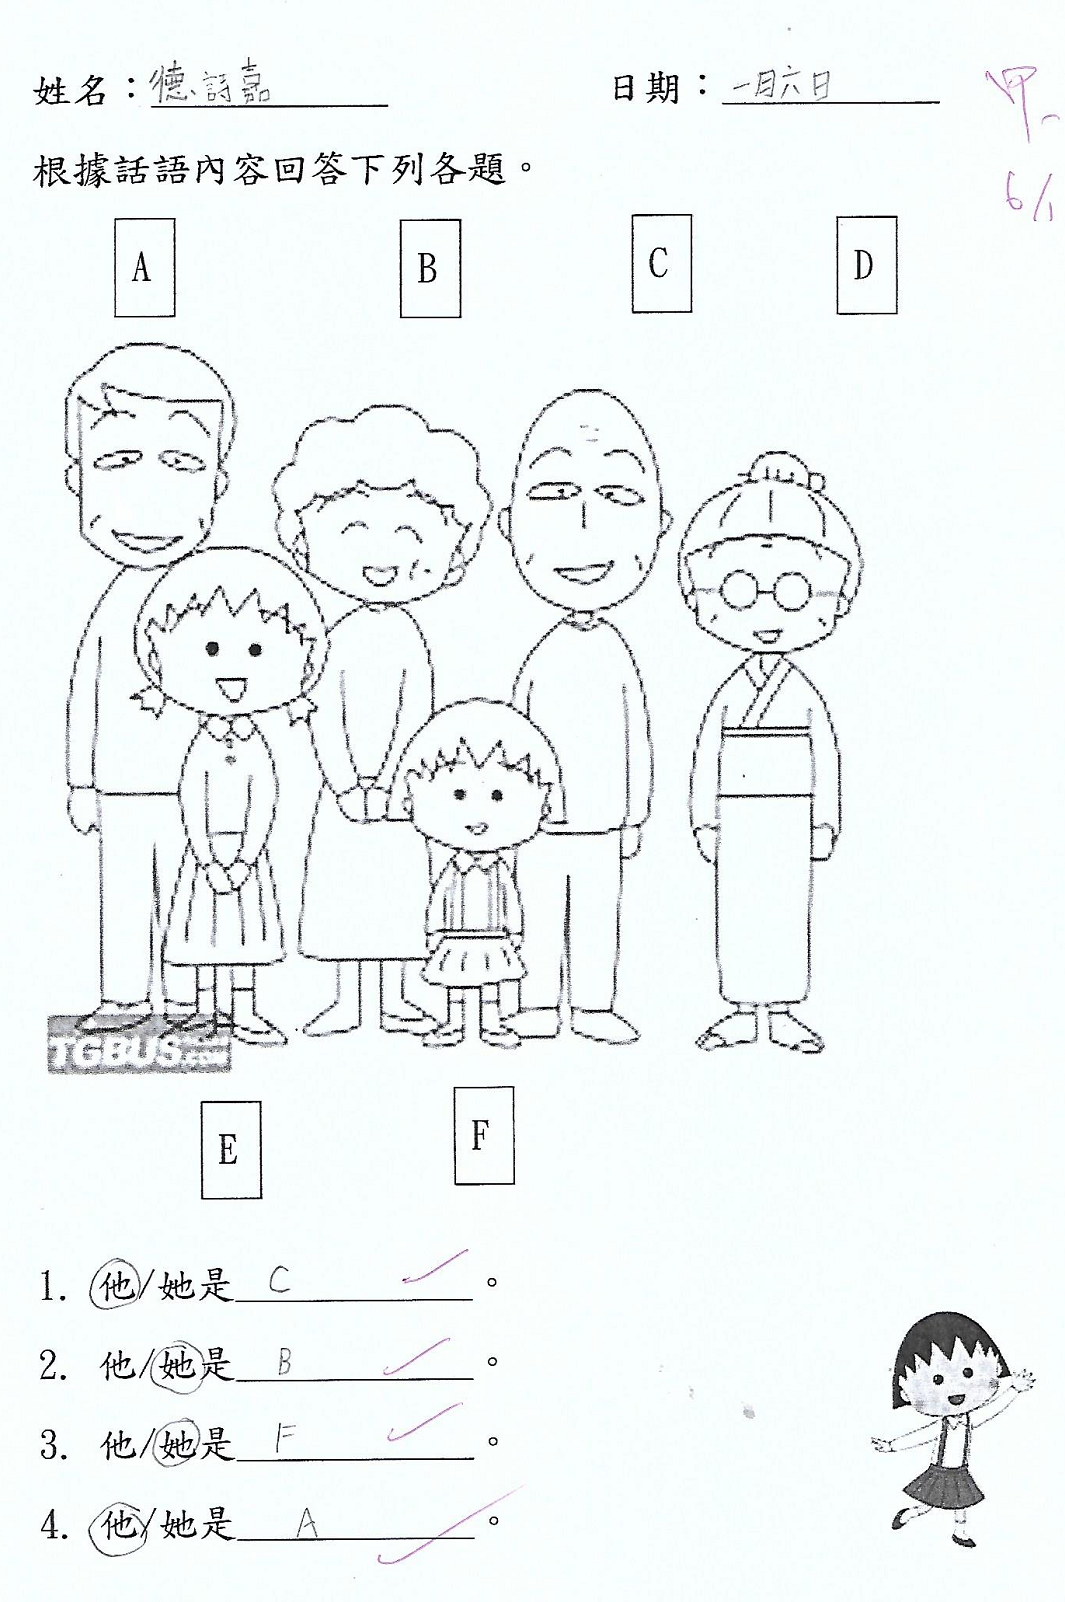 姓名：德詩嘉 日期：一月六日
甲-
6/1
根據話語內容回答下列各題。
A B C D
TGBUS.COM
E F
1. 他/她是 C 。
2. 他/她是 B 。
3. 他/她是 F 。
4. 他/她是 A 。